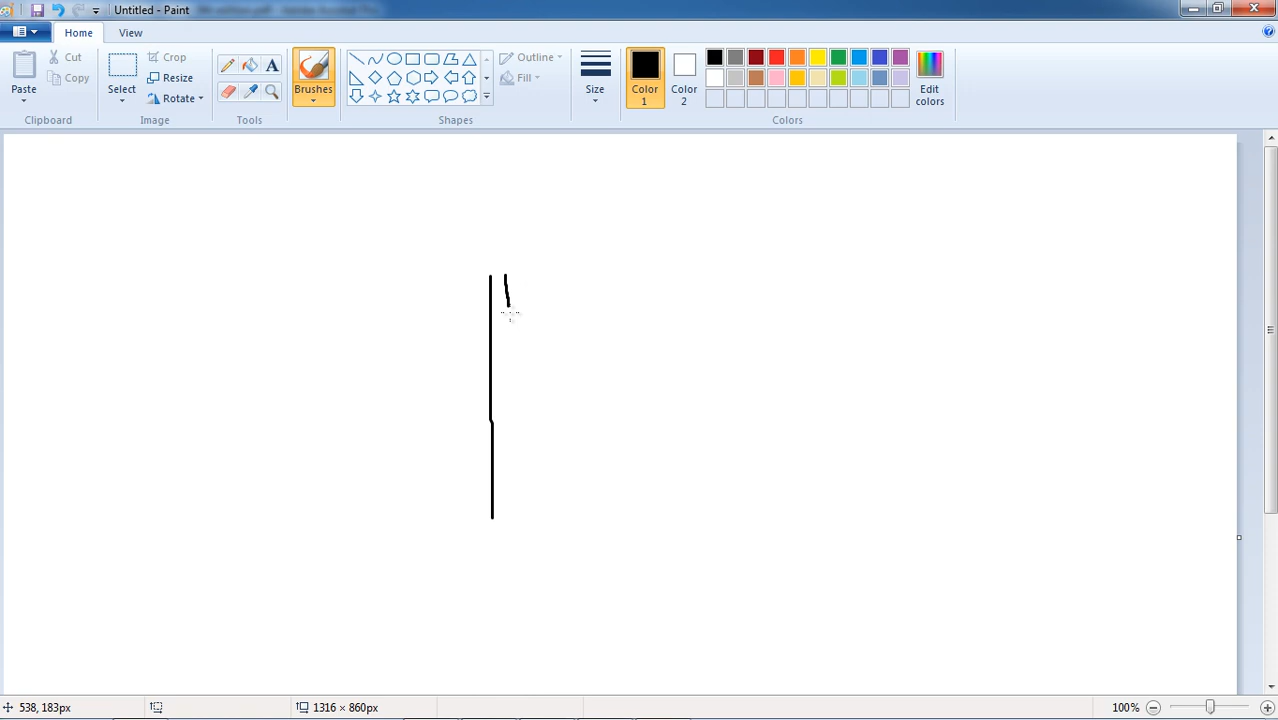 Untitled - Paint
Home View
Paste
Cut
Copy
Clipboard
Select
Crop
Resize
Rotate
Image
A
Tools
Brushes
Outline
Fill
Shapes
Size
Color 1
Color 2
Edit colors
Colors
538, 183px
1316 × 860px
100%